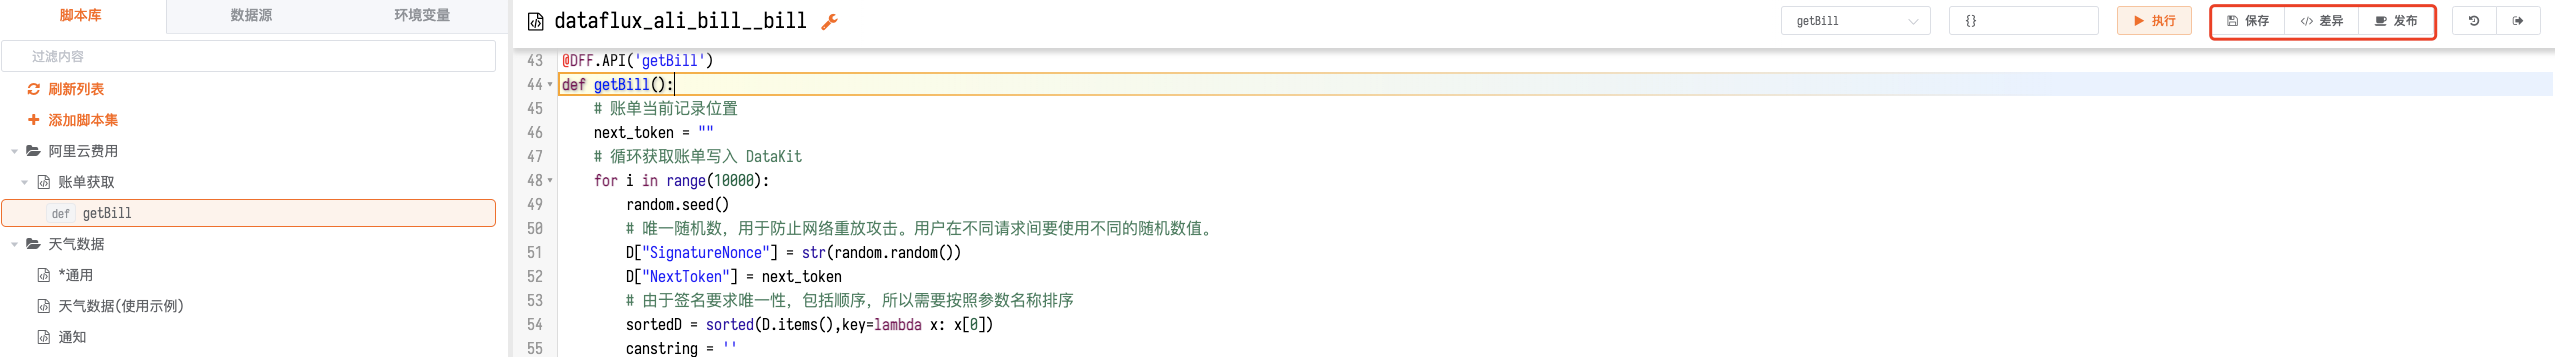 脚本库 数据源 环境变量
过滤内容
刷新列表
添加脚本集
阿里云费用
账单获取
def getBill
天气数据
*通用
天气数据(使用示例)
通知
dataflux_ali_bill__bill getBill {} 执行 保存 差异 发布
43 @DFF.API('getBill')
44 def getBill():
45 # 账单当前记录位置
46 next_token = ""
47 # 循环获取账单写入 DataKit
48 for i in range(10000):
49 random.seed()
50 # 唯一随机数，用于防止网络重放攻击。用户在不同请求间要使用不同的随机数值。
51 D["SignatureNonce"] = str(random.random())
52 D["NextToken"] = next_token
53 # 由于签名要求唯一性，包括顺序，所以需要按照参数名称排序
54 sortedD = sorted(D.items(),key=lambda x: x[0])
55 canstring = ''